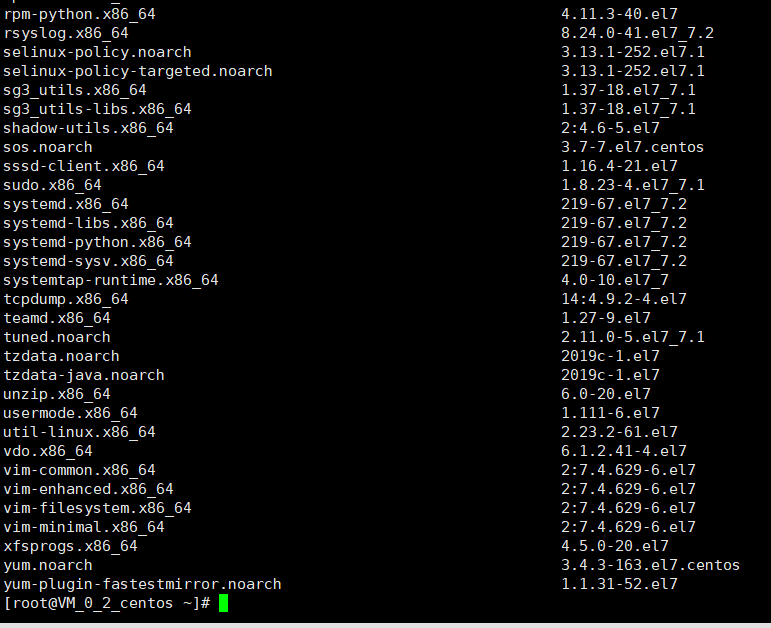 rpm-python.x86_64 4.11.3-40.el7
rsyslog.x86_64 8.24.0-41.el7_7.2
selinux-policy.noarch 3.13.1-252.el7.1
selinux-policy-targeted.noarch 3.13.1-252.el7.1
sg3_utils.x86_64 1.37-18.el7_7.1
sg3_utils-libs.x86_64 1.37-18.el7_7.1
shadow-utils.x86_64 2:4.6-5.el7
sos.noarch 3.7-7.el7.centos
sssd-client.x86_64 1.16.4-21.el7
sudo.x86_64 1.8.23-4.el7_7.1
systemd.x86_64 219-67.el7_7.2
systemd-libs.x86_64 219-67.el7_7.2
systemd-python.x86_64 219-67.el7_7.2
systemd-sysv.x86_64 219-67.el7_7.2
systemtap-runtime.x86_64 4.0-10.el7_7
tcpdump.x86_64 14:4.9.2-4.el7
teamd.x86_64 1.27-9.el7
tuned.noarch 2.11.0-5.el7_7.1
tzdata.noarch 2019c-1.el7
tzdata-java.noarch 2019c-1.el7
unzip.x86_64 6.0-20.el7
usermode.x86_64 1.111-6.el7
util-linux.x86_64 2.23.2-61.el7
vdo.x86_64 6.1.2.41-4.el7
vim-common.x86_64 2:7.4.629-6.el7
vim-enhanced.x86_64 2:7.4.629-6.el7
vim-filesystem.x86_64 2:7.4.629-6.el7
vim-minimal.x86_64 2:7.4.629-6.el7
xfsprogs.x86_64 4.5.0-20.el7
yum.noarch 3.4.3-163.el7.centos
yum-plugin-fastestmirror.noarch 1.1.31-52.el7
[root@VM_0_2_centos ~]#